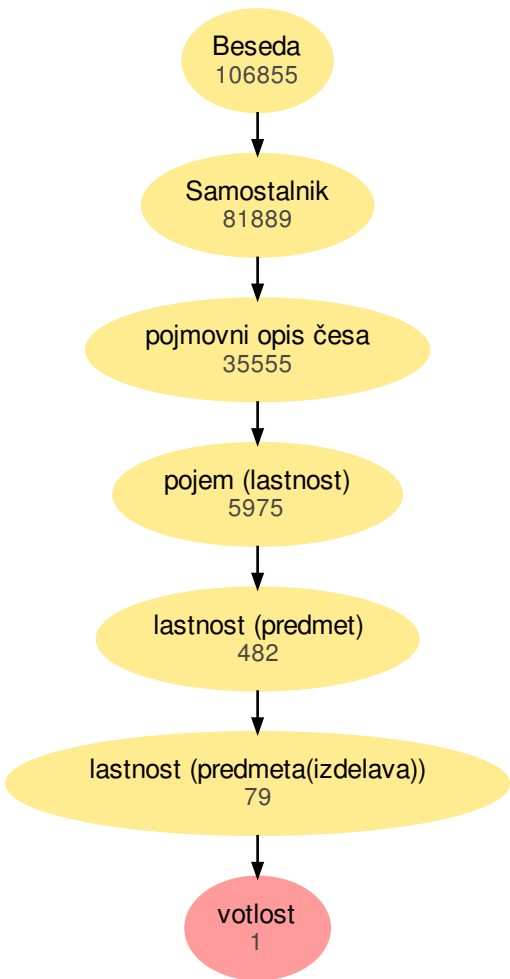 Beseda
106855
Samostalnik
81889
pojmovni opis česa
35555
pojem (lastnost)
5975
lastnost (predmet)
482
lastnost (predmeta(izdelava))
79
votlost
1